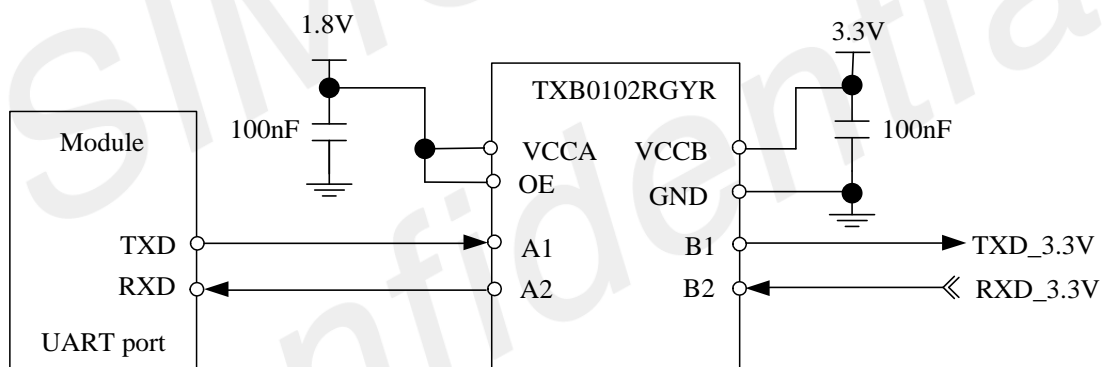 1.8V
3.3V
TXB0102RGYR
100nF
100nF
Module
VCCA
VCCB
OE
GND
TXD
A1
B1
TXD_3.3V
RXD
A2
B2
RXD_3.3V
UART port